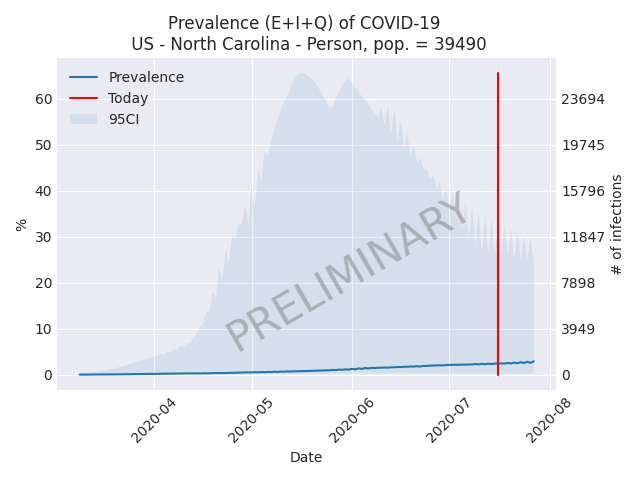 Prevalence (E+I+Q) of COVID-19
US - North Carolina - Person, pop. = 39490
Prevalence
Today
95CI
%
60
50
40
30
20
10
0
23694
19745
15796
11847
7898
3949
0
# of infections
PRELIMINARY
2020-04
2020-05
2020-06
2020-07
2020-08
Date